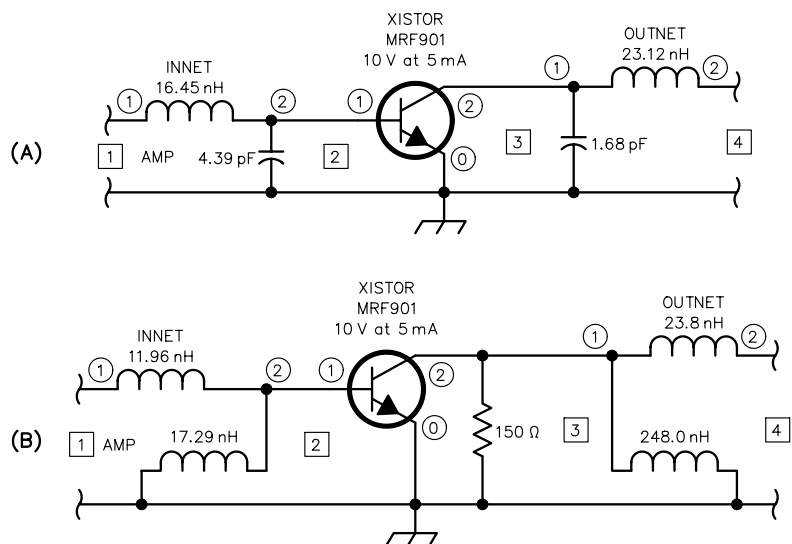 XISTOR
MRF901
10 V at 5 mA
INNET
16.45 nH
OUTNET
23.12 nH
1
2
1
2
0
1
2
(A)
1
AMP
4.39 pF
2
3
1.68 pF
4
XISTOR
MRF901
10 V at 5 mA
INNET
11.96 nH
OUTNET
23.8 nH
1
2
1
2
0
1
2
(B)
1
AMP
17.29 nH
2
150 Ω
3
248.0 nH
4